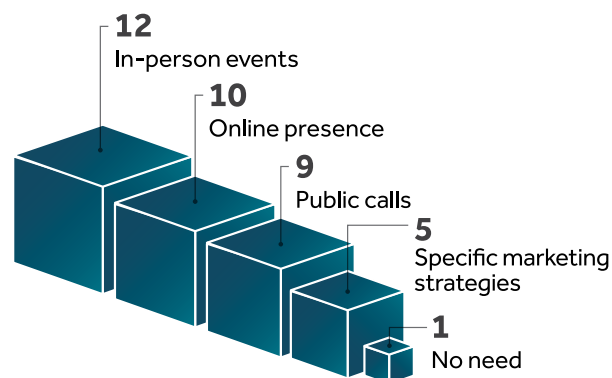 12
In-person events
10
Online presence
9
Public calls
5
Specific marketing
strategies
1
No need